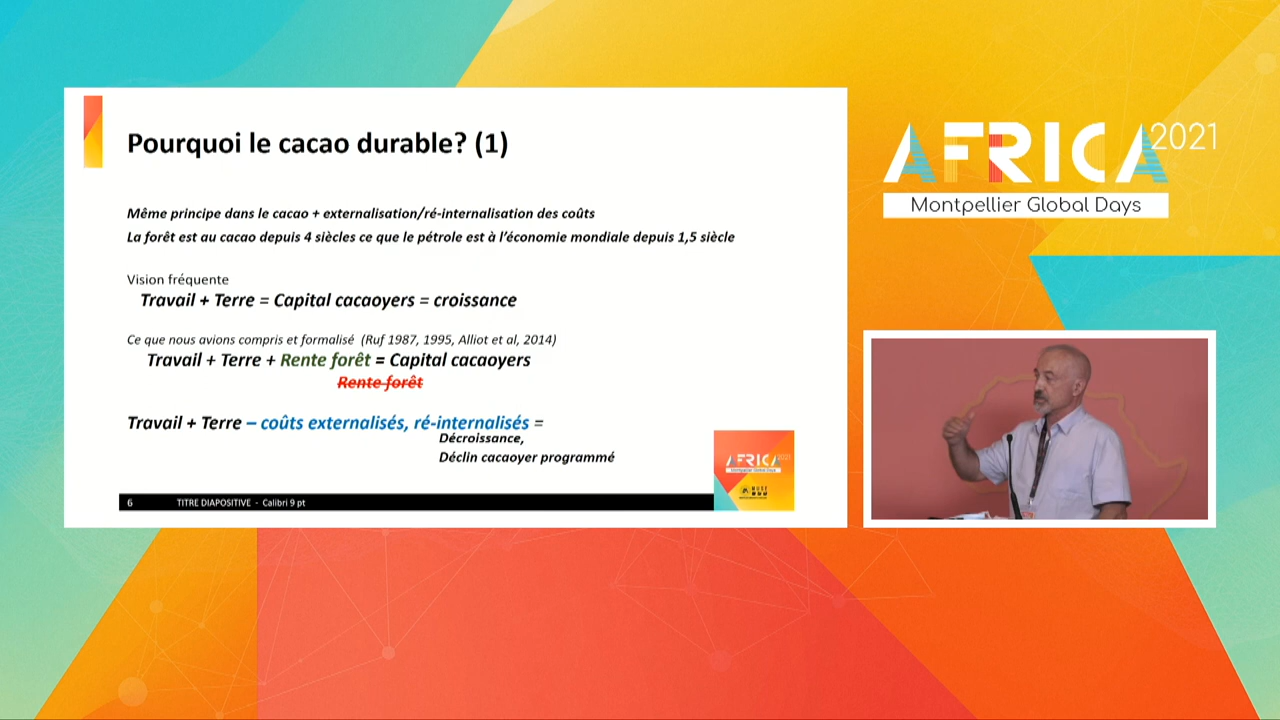 Pourquoi le cacao durable? (1)
Même principe dans le cacao + externalisation/ré-internalisation des coûts
La forêt est au cacao depuis 4 siècles ce que le pétrole est à l'économie mondiale depuis 1,5 siècle
Vision fréquente
Travail + Terre = Capital cacaoyers = croissance
Ce que nous avions compris et formalisé (Ruf 1987, 1995, Alliot et al, 2014)
Travail + Terre + Rente forêt = Capital cacaoyers
Rente forêt
Travail + Terre – coûts externalisés, ré-internalisés =
Décroissance,
Déclin cacaoyer programmé
6 TITRE DIAPOSITIVE - Calibri 9 pt
AFRICA
AFRICA 2021
Montpellier Global Days